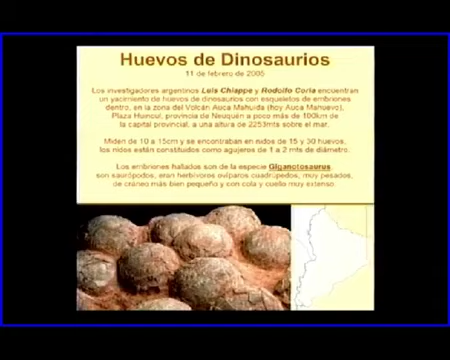 Huevos de Dinosaurios
11 de febrero de 2005
Los investigadores argentinos Luis Chiappe y Rodolfo Coria encuentran
un yacimiento de huevos de dinosaurios con esqueletos de embriones
dentro, en la zona del Volcán Auca Mahuida (hoy Auca Mahuevo),
Plaza Huincul, provincia de Neuquén a poco más de 100km de
la capital provincial, a una altura de 2253mts sobre el mar.
Miden de 10 a 15cm y se encontraban en nidos de 15 y 30 huevos,
los nidos están constituidos como agujeros de 1 a 2 mts de diámetro.
Los embriones hallados son de la especie Giganotosaurus
son saurópodos, eran herbívoros ovíparos cuadrúpedos, muy pesados,
de cráneo más bien pequeño y con cola y cuello muy extenso.